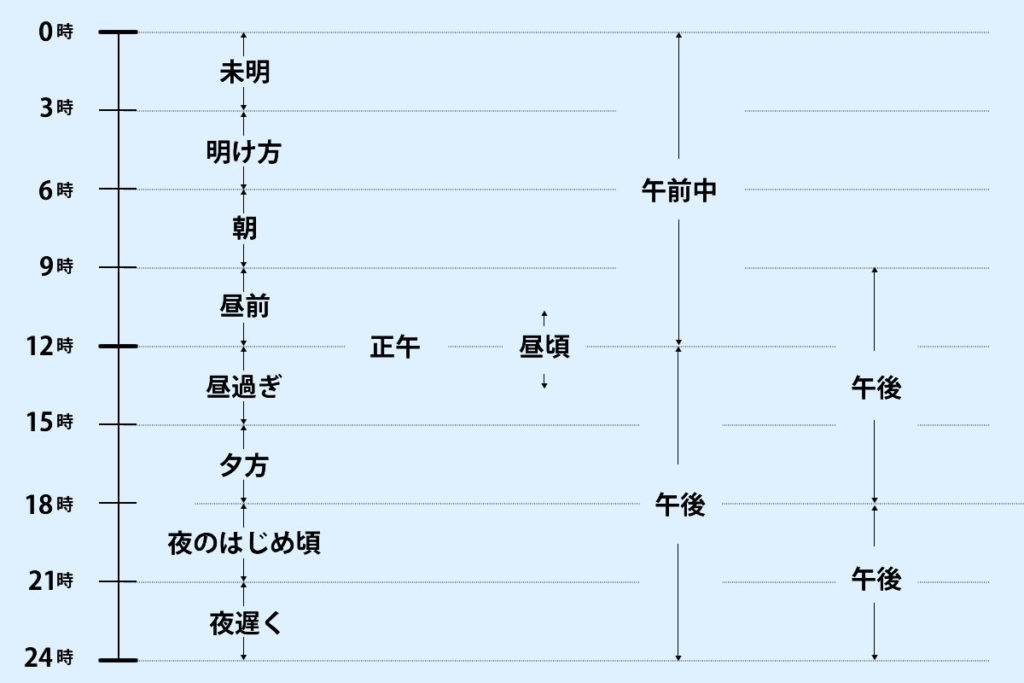 0時
未明
3時
明け方
6時
午前中
朝
9時
昼前
12時
正午
昼頃
昼過ぎ
午後
15時
夕方
18時
午後
夜のはじめ頃
21時
午後
夜遅く
24時